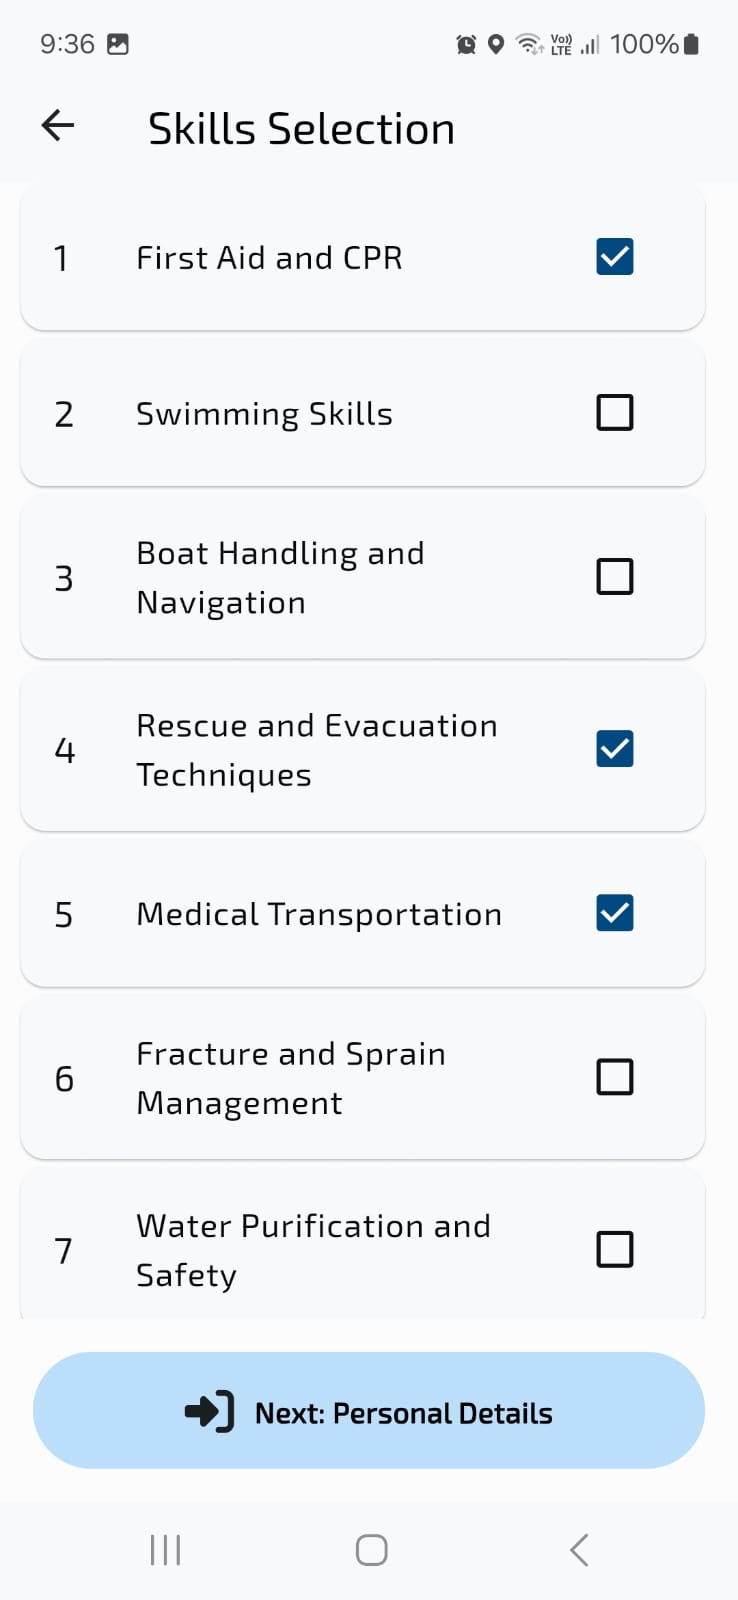 9:36 Vo)) LTE 100%
Skills Selection
1 First Aid and CPR
2 Swimming Skills
3 Boat Handling and
Navigation
4 Rescue and Evacuation
Techniques
5 Medical Transportation
6 Fracture and Sprain
Management
7 Water Purification and
Safety
Next: Personal Details